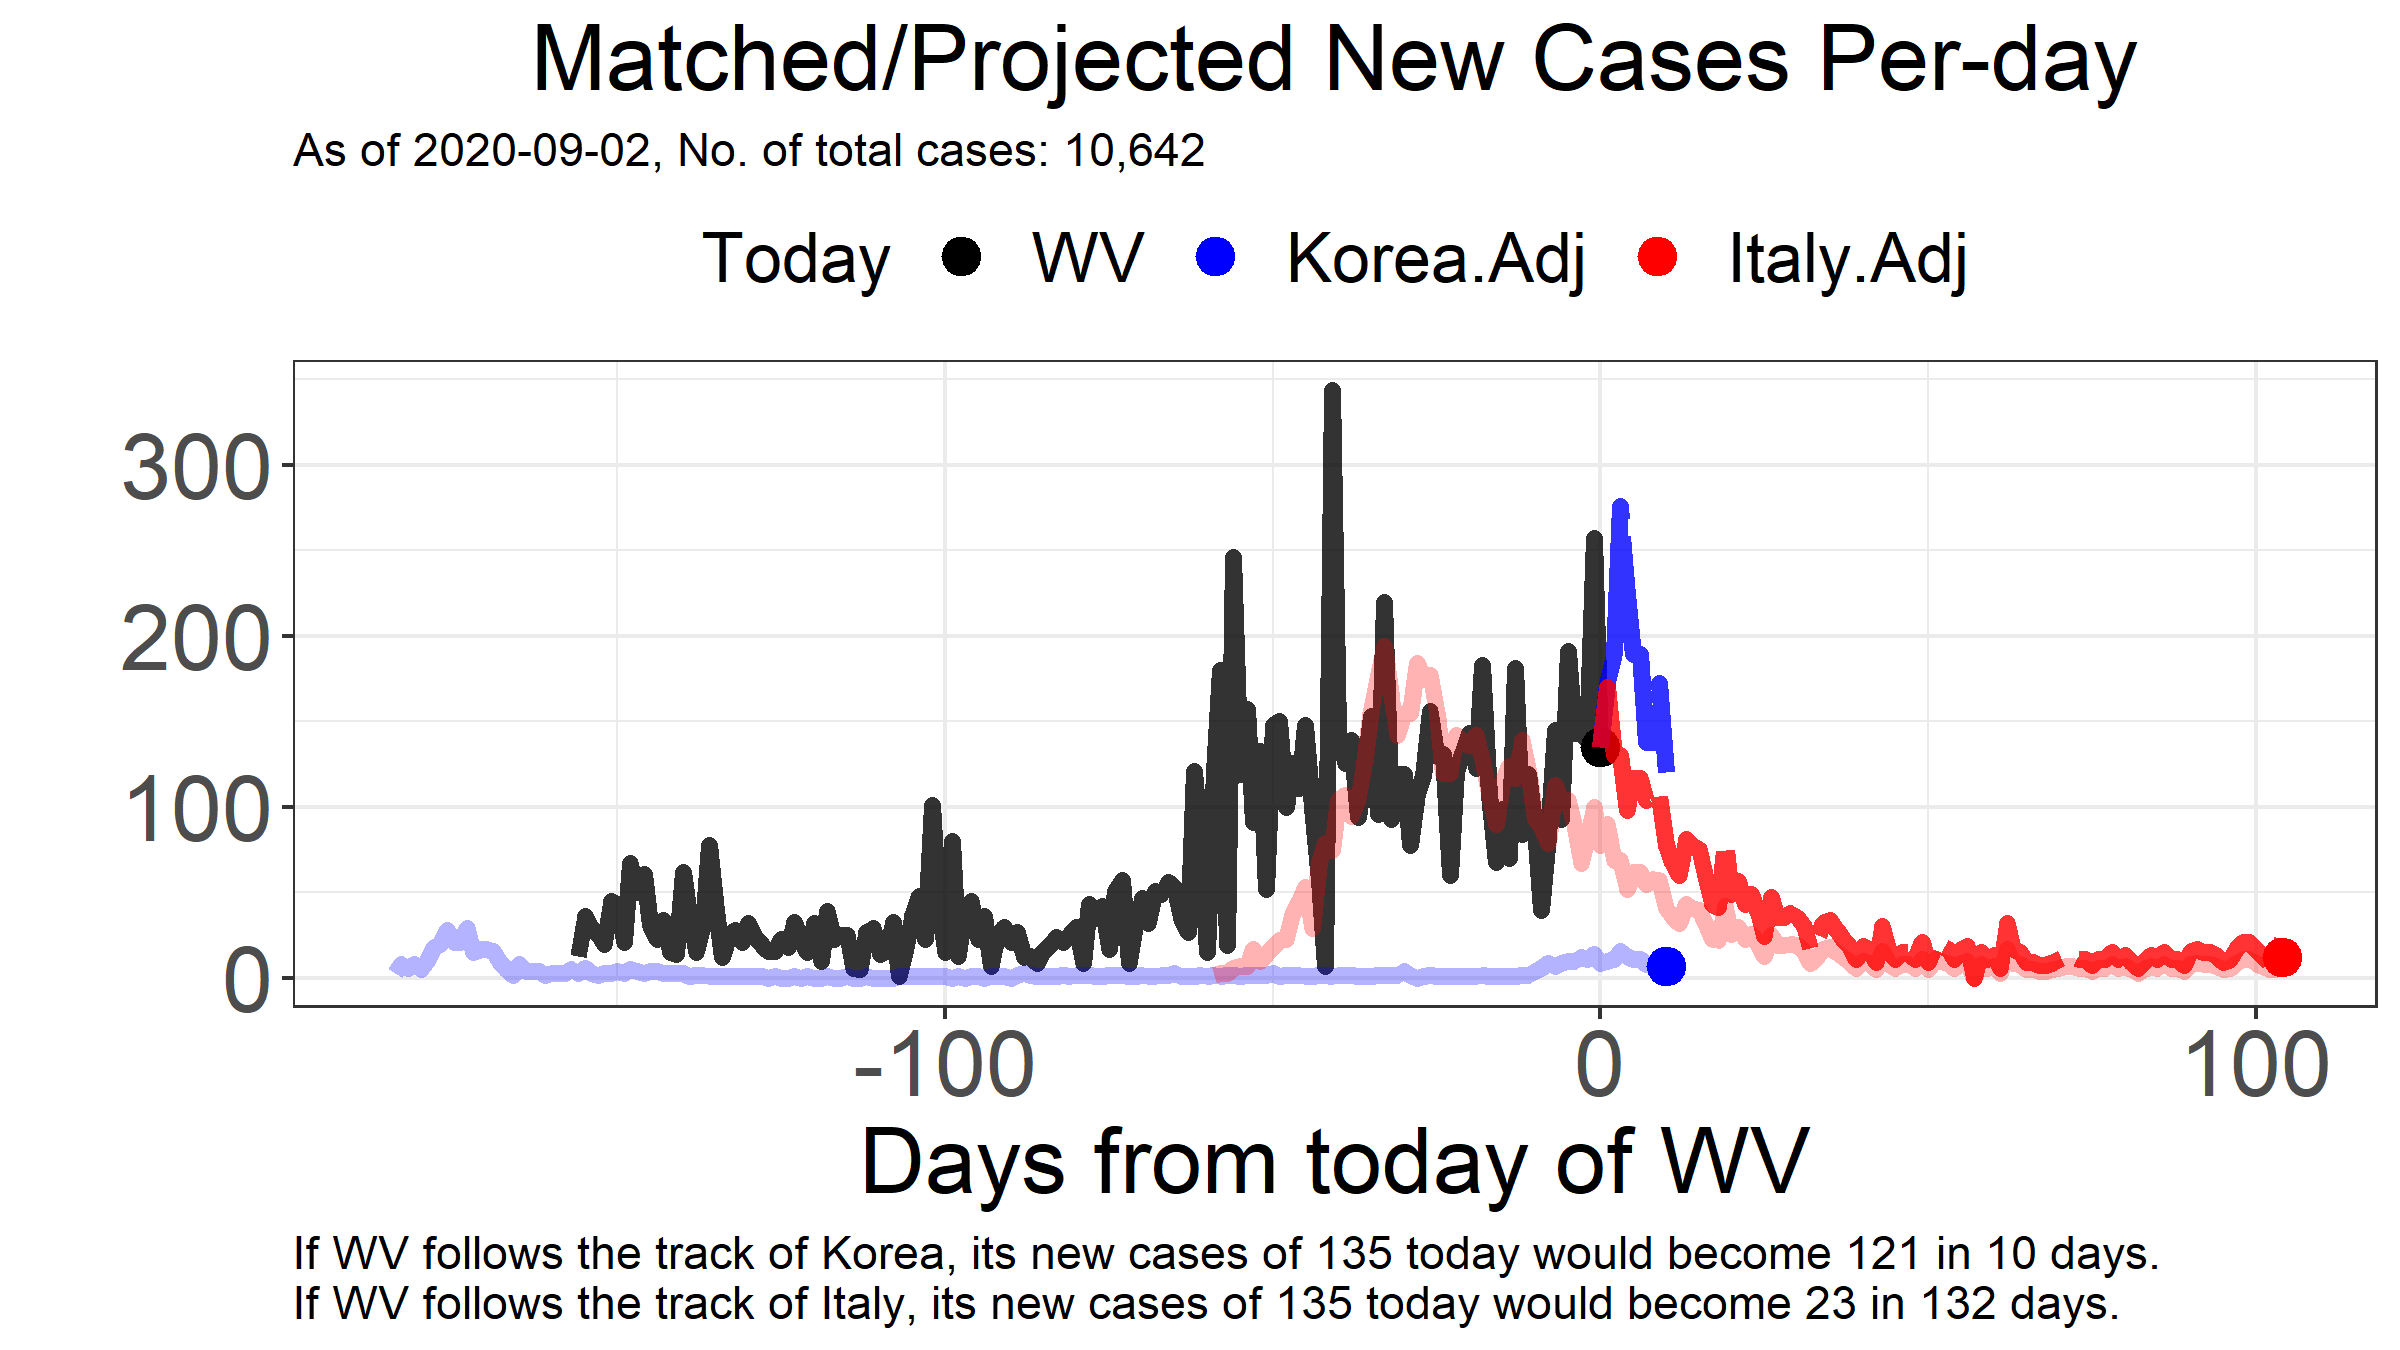 Matched/Projected New Cases Per-day
As of 2020-09-02, No. of total cases: 10,642
Today WV Korea.Adj Italy.Adj
300
200
100
0
-100 0 100
Days from today of WV
If WV follows the track of Korea, its new cases of 135 today would become 121 in 10 days.
If WV follows the track of Italy, its new cases of 135 today would become 23 in 132 days.